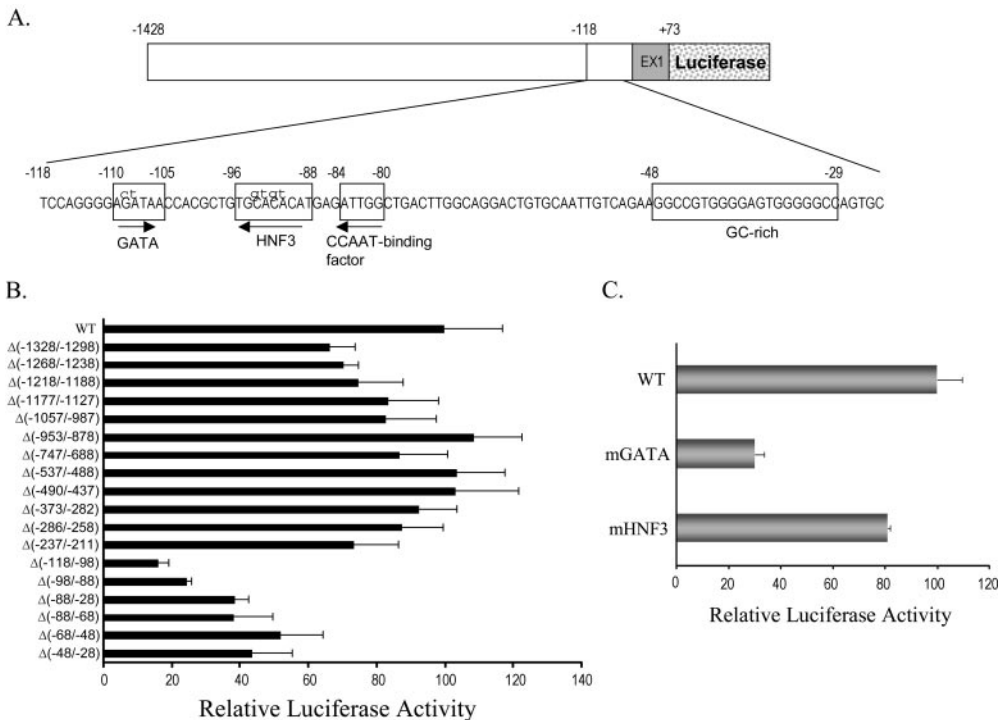 A.
-1428 -118 +73
EX1 Luciferase
-118 -110 -105 -96 -88 -84 -80 -48 -29
ct gtgt
TCCAGGGGAGATAACCACGCTGTGCACACATGAGATTGGCTGACTTGGCAGGACTGTGCAATTGTCAGAAGGCCGTGGGGAGTGGGGGCCAGTGC
GATA HNF3 CCAAT-binding factor GC-rich
B.
WT
Δ(-1328/-1298)
Δ(-1268/-1238)
Δ(-1218/-1188)
Δ(-1177/-1127)
Δ(-1057/-987)
Δ(-953/-878)
Δ(-747/-688)
Δ(-537/-488)
Δ(-490/-437)
Δ(-373/-282)
Δ(-286/-258)
Δ(-237/-211)
Δ(-118/-98)
Δ(-98/-88)
Δ(-88/-28)
Δ(-88/-68)
Δ(-68/-48)
Δ(-48/-28)
0 20 40 60 80 100 120 140
Relative Luciferase Activity
C.
WT
mGATA
mHNF3
0 20 40 60 80 100 120
Relative Luciferase Activity